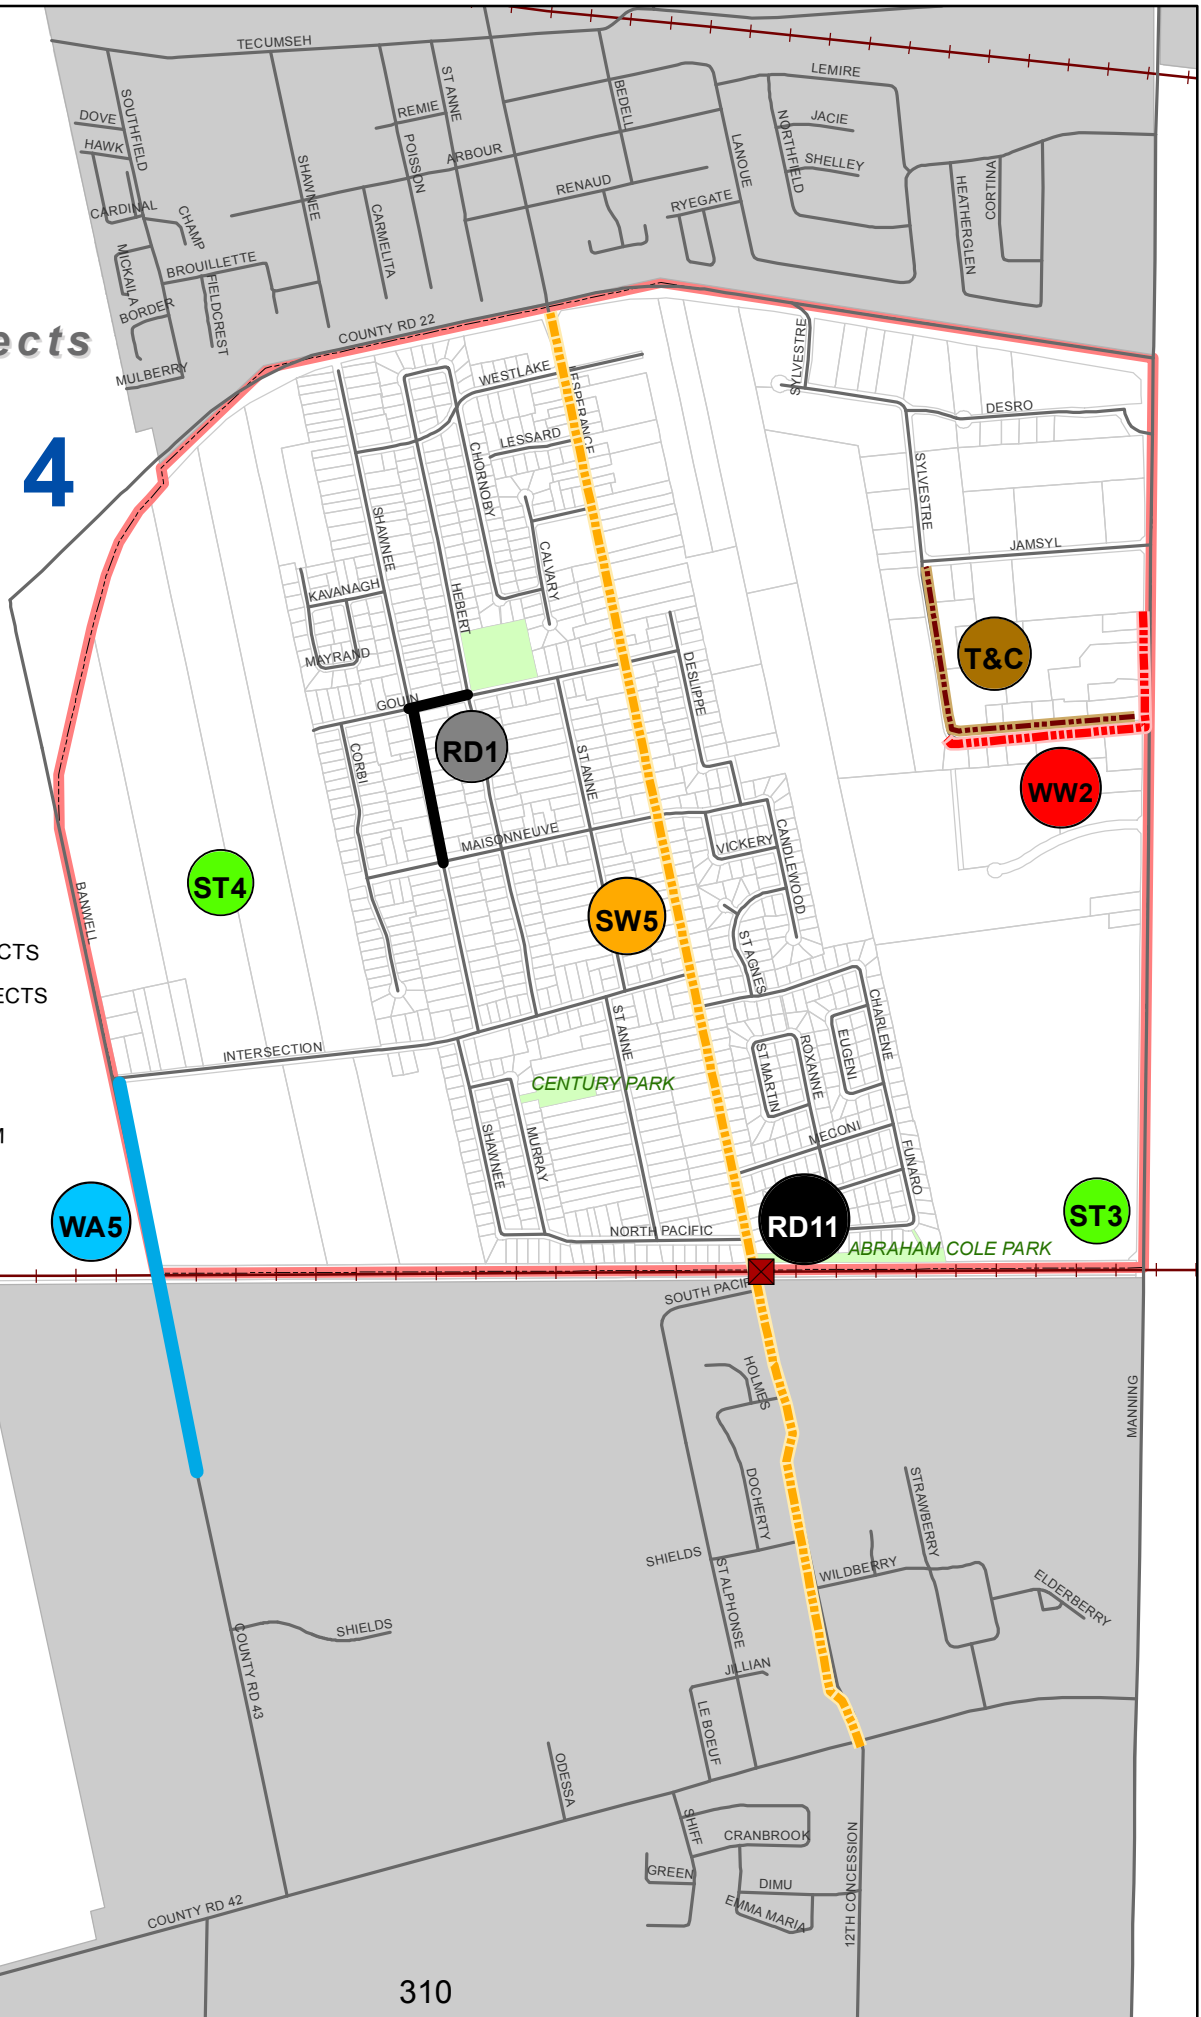 TECUMSEH
LEMIRE
ST ANNE
BEDELL
SOUTHFIELD
DOVE
REMIE
JACIE
NORTHFIELD
HAWK
POISSON
ARBOUR
LANOUE
SHELLEY
SHAWNEE
RENAUD
HEATHERGLEN
CORTINA
CARDINAL
CHAMP
CARMELITA
RYEGATE
MICKAILA
BROUILLETTE
FIELDCREST
BORDER
COUNTY RD 22
ects
MULBERRY
SYLVESTRE
WESTLAKE
ESPERANCE
DESRO
4
LESSARD
CHORNOBY
SYLVESTRE
SHAWNEE
JAMSYL
CALVARY
KAVANAGH
HEBERT
T&C
MAYRAND
DESLIPPE
GOUIN
CORBI
RD1
ST ANNE
WW2
MAISONNEUVE
VICKERY
CANDLEWOOD
ST4
BANWELL
SW5
ST AGNES
CTS
ECTS
CHARLENE
ST ANNE
INTERSECTION
ST MARTIN
ROXANNE
EUGENI
CENTURY PARK
M
SHAWNEE
MURRAY
MECONI
FUNARO
WA5
NORTH PACIFIC
RD11
ST3
ABRAHAM COLE PARK
SOUTH PACIF
HOLMES
MANNING
DOCHERTY
STRAWBERRY
SHIELDS
ST ALPHONSE
WILDBERRY
ELDERBERRY
COUNTY RD 43
SHIELDS
JILLIAN
LE BOEUF
ODESSA
SHIFF
CRANBROOK
12TH CONCESSION
GREEN
DIMU
EMMA MARIA
COUNTY RD 42
310